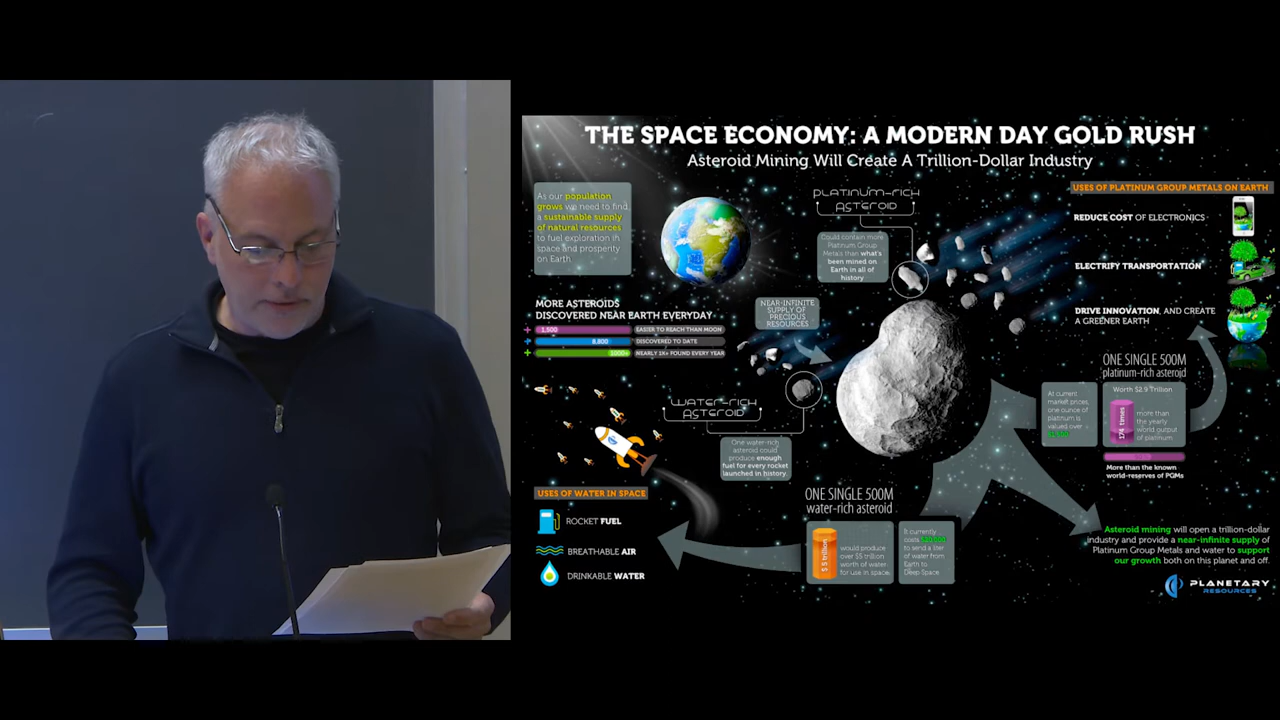 THE SPACE ECONOMY: A MODERN DAY GOLD RUSH
Asteroid Mining Will Create A Trillion-Dollar Industry
As our population
grows we need to find
a sustainable supply
of natural resources
to fuel exploration in
space and prosperity
on Earth.
MORE ASTEROIDS
DISCOVERED NEAR EARTH EVERYDAY
1,500 EASIER TO REACH THAN MOON
8,800 DISCOVERED TO DATE
1000+ NEARLY 1K+ FOUND EVERY YEAR
PLATINUM-RICH
ASTEROID
Could contain more
Platinum Group
Metals than what's
been mined on
Earth in all of
history
NEAR-INFINITE
SUPPLY OF
PRECIOUS
RESOURCES
WATER-RICH
ASTEROID
One water-rich
asteroid could
produce enough
fuel for every rocket
launched in history.
USES OF WATER IN SPACE
ROCKET FUEL
BREATHABLE AIR
DRINKABLE WATER
ONE SINGLE 500M
water-rich asteroid
$ 5 trillion
would produce
over $5 trillion
worth of water
for use in space.
It currently
costs
to send a liter
of water from
Earth to
Deep Space
USES OF PLATINUM GROUP METALS ON EARTH
REDUCE COST OF ELECTRONICS
ELECTRIFY TRANSPORTATION
DRIVE INNOVATION, AND CREATE
A GREENER EARTH
ONE SINGLE 500M
platinum-rich asteroid
At current
market prices,
one ounce of
platinum is
valued over
Worth $2.9 Trillion
174 times
more than
the yearly
world output
of platinum
More than the known
world-reserves of PGMs
Asteroid mining will open a trillion-dollar
industry and provide a near-infinite supply of
Platinum Group Metals and water to support
our growth both on this planet and off.
PLANETARY
RESOURCES